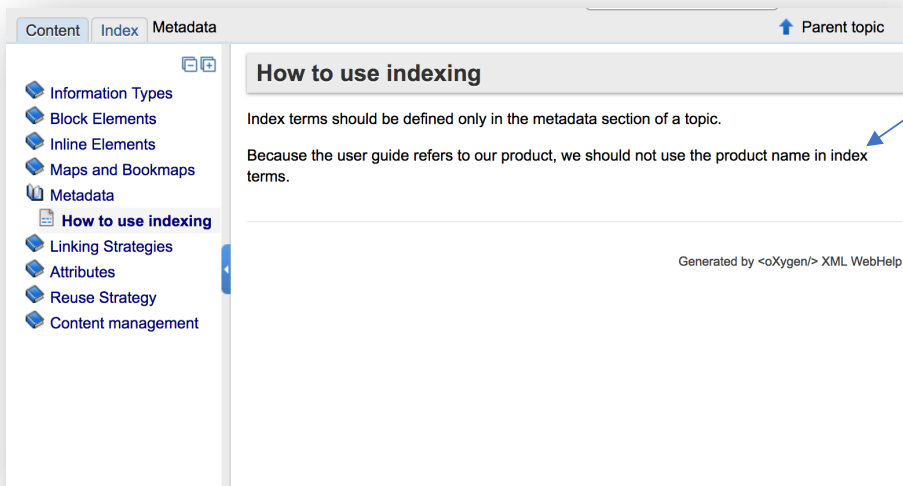 Content Index Metadata
Parent topic
Information Types
Block Elements
Inline Elements
Maps and Bookmaps
Metadata
How to use indexing
Linking Strategies
Attributes
Reuse Strategy
Content management
How to use indexing
Index terms should be defined only in the metadata section of a topic.
Because the user guide refers to our product, we should not use the product name in index
terms.
Generated by <oXygen/> XML WebHelp